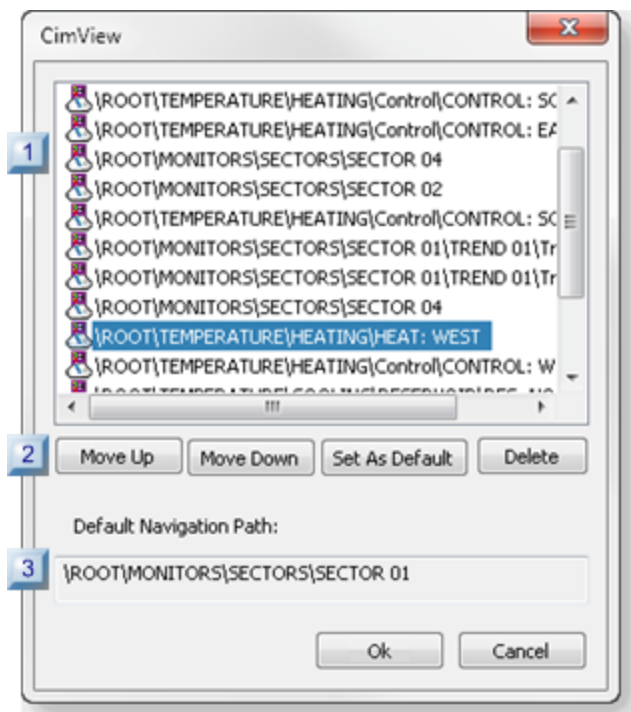 CimView
\ROOT\TEMPERATURE\HEATING\Control\CONTROL: SC
\ROOT\TEMPERATURE\HEATING\Control\CONTROL: EA
1
\ROOT\MONITORS\SECTORS\SECTOR 04
\ROOT\MONITORS\SECTORS\SECTOR 02
\ROOT\TEMPERATURE\HEATING\Control\CONTROL: SC
\ROOT\MONITORS\SECTORS\SECTOR 01\TREND 01\Tr
\ROOT\MONITORS\SECTORS\SECTOR 01\TREND 01\Tr
\ROOT\MONITORS\SECTORS\SECTOR 04
\ROOT\TEMPERATURE\HEATING\HEAT: WEST
\ROOT\TEMPERATURE\HEATING\Control\CONTROL: W
2
Move Up Move Down Set As Default Delete
Default Navigation Path:
3
\ROOT\MONITORS\SECTORS\SECTOR 01
Ok Cancel